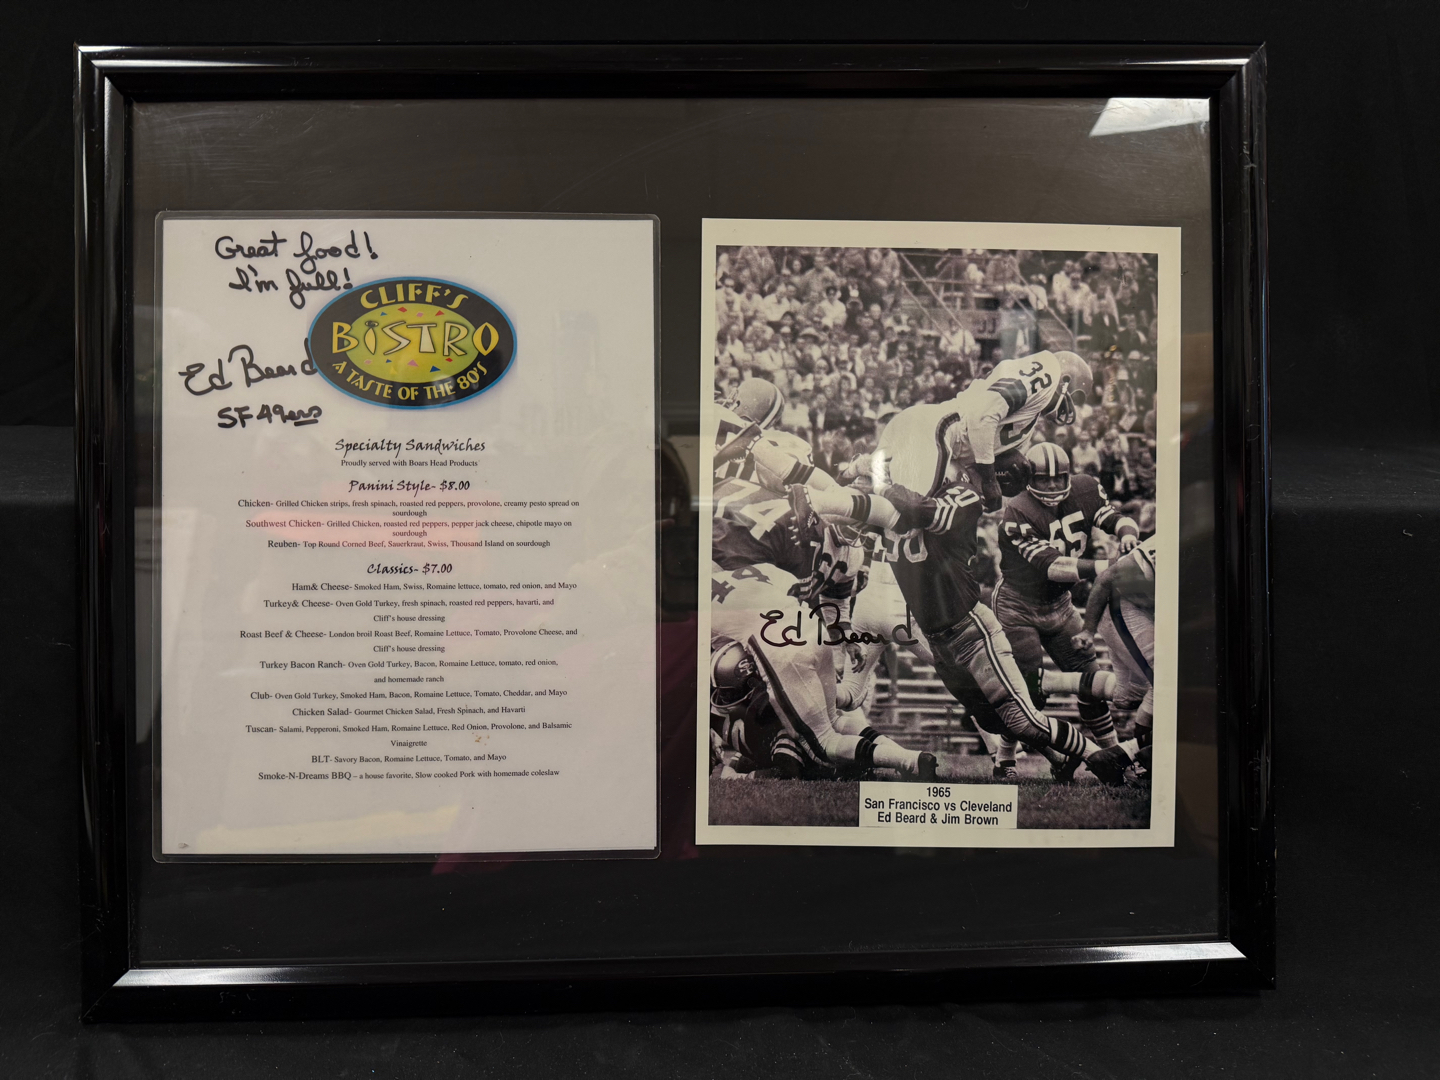 Great food!
I'm full!
Ed Beard
SF 49ers
CLIFF'S
BISTRO
A TASTE OF THE 80'S
Specialty Sandwiches
Proudly served with Boars Head Products
Panini Style- $8.00
Chicken- Grilled Chicken strips, fresh spinach, roasted red peppers, provolone, creamy pesto spread on
sourdough
Southwest Chicken- Grilled Chicken, roasted red peppers, pepper jack cheese, chipotle mayo on
sourdough
Reuben- Top Round Corned Beef, Sauerkraut, Swiss, Thousand Island on sourdough
Classics- $7.00
Ham& Cheese- Smoked Ham, Swiss, Romaine lettuce, tomato, red onion, and Mayo
Turkey& Cheese- Oven Gold Turkey, fresh spinach, roasted red peppers, havarti, and
Cliff's house dressing
Roast Beef & Cheese- London broil Roast Beef, Romaine Lettuce, Tomato, Provolone Cheese, and
Cliff's house dressing
Turkey Bacon Ranch- Oven Gold Turkey, Bacon, Romaine Lettuce, tomato, red onion,
and homemade ranch
Club- Oven Gold Turkey, Smoked Ham, Bacon, Romaine Lettuce, Tomato, Cheddar, and Mayo
Chicken Salad- Gourmet Chicken Salad, Fresh Spinach, and Havarti
Tuscan- Salami, Pepperoni, Smoked Ham, Romaine Lettuce, Red Onion, Provolone, and Balsamic
Vinaigrette
BLT- Savory Bacon, Romaine Lettuce, Tomato, and Mayo
Smoke-N-Dreams BBQ – a house favorite, Slow cooked Pork with homemade coleslaw
32
55
74
44
SF
Ed Beard
1965
San Francisco vs Cleveland
Ed Beard & Jim Brown